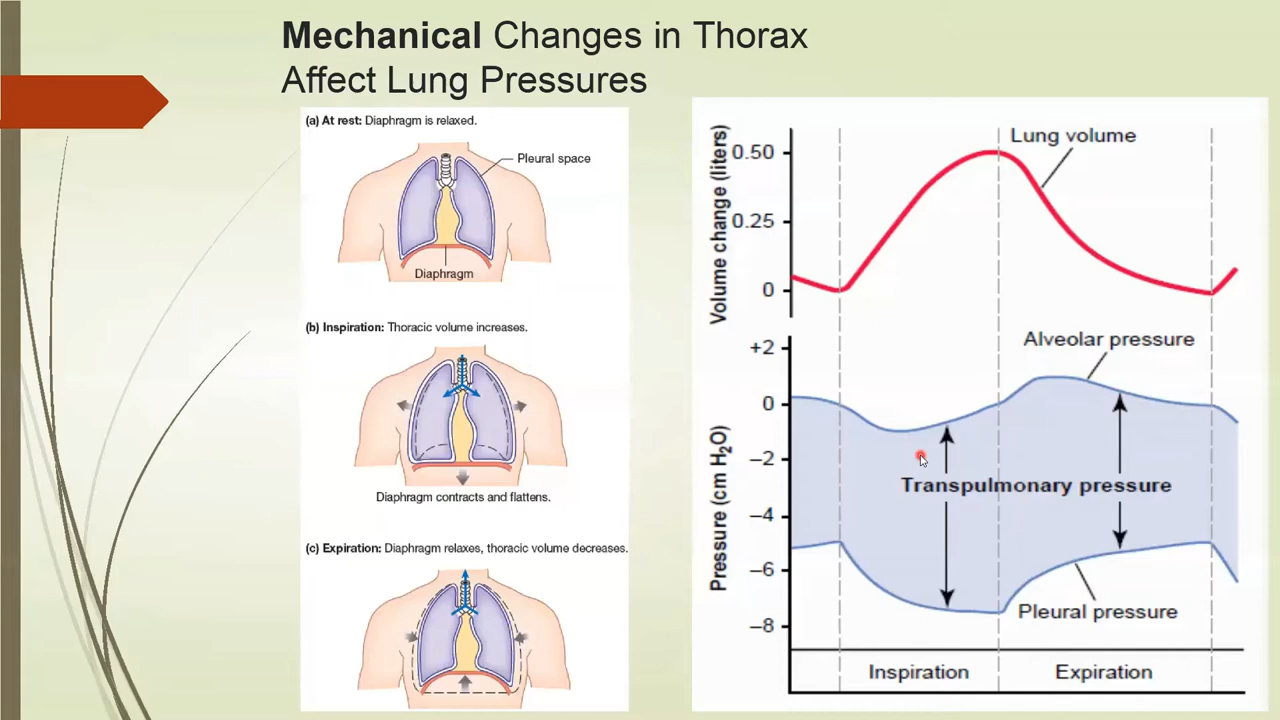 Mechanical Changes in Thorax
Affect Lung Pressures
(a) At rest: Diaphragm is relaxed.
Pleural space
Diaphragm
(b) Inspiration: Thoracic volume increases.
Diaphragm contracts and flattens.
(c) Expiration: Diaphragm relaxes, thoracic volume decreases.
Volume change (liters)
0.50
0.25
0
Lung volume
Pressure (cm H₂O)
+2
0
–2
–4
–6
–8
Alveolar pressure
Transpulmonary pressure
Pleural pressure
Inspiration
Expiration